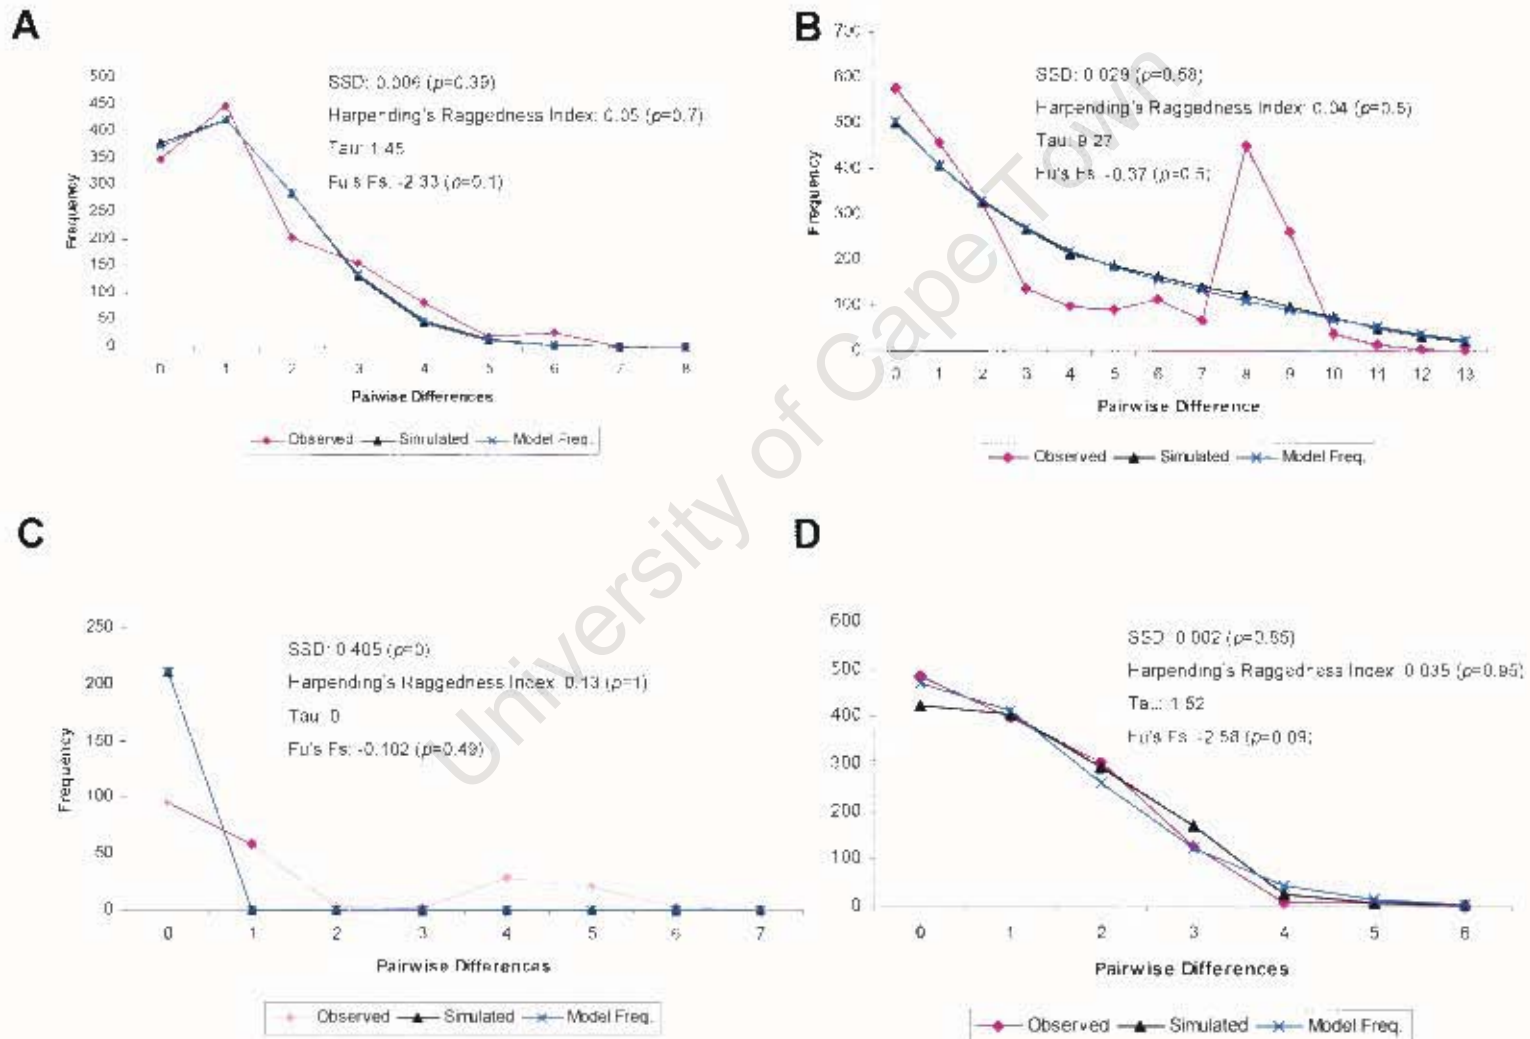 A
500
450
400
350
300
250
200
150
100
50
0
Frequency
SSD: 0.006 (p=0.39)
Harpending's Raggedness Index: 0.05 (p=0.7)
Tau: 1.45
Fu's Fs: -2.33 (p=0.1)
0 1 2 3 4 5 6 7 8
Pairwise Differences
Observed Simulated Model Freq.
B
700
600
500
400
300
200
100
0
Frequency
SSD: 0.029 (p=0.58)
Harpending's Raggedness Index: 0.04 (p=0.5)
Tau: 9.27
Fu's Fs: -0.37 (p=0.5)
0 1 2 3 4 5 6 7 8 9 10 11 12 13
Pairwise Difference
Observed Simulated Model Freq.
C
250
200
150
100
50
0
Frequency
SSD: 0.405 (p=0)
Harpending's Raggedness Index: 0.13 (p=1)
Tau: 0
Fu's Fs: -0.102 (p=0.49)
0 1 2 3 4 5 6 7
Pairwise Differences
Observed Simulated Model Freq.
D
600
500
400
300
200
100
0
SSD: 0.002 (p=0.85)
Harpending's Raggedness Index: 0.035 (p=0.95)
Tau: 1.52
Fu's Fs: -2.58 (p=0.09)
0 1 2 3 4 5 6
Pairwise Differences
Observed Simulated Model Freq.
University of Cape Town